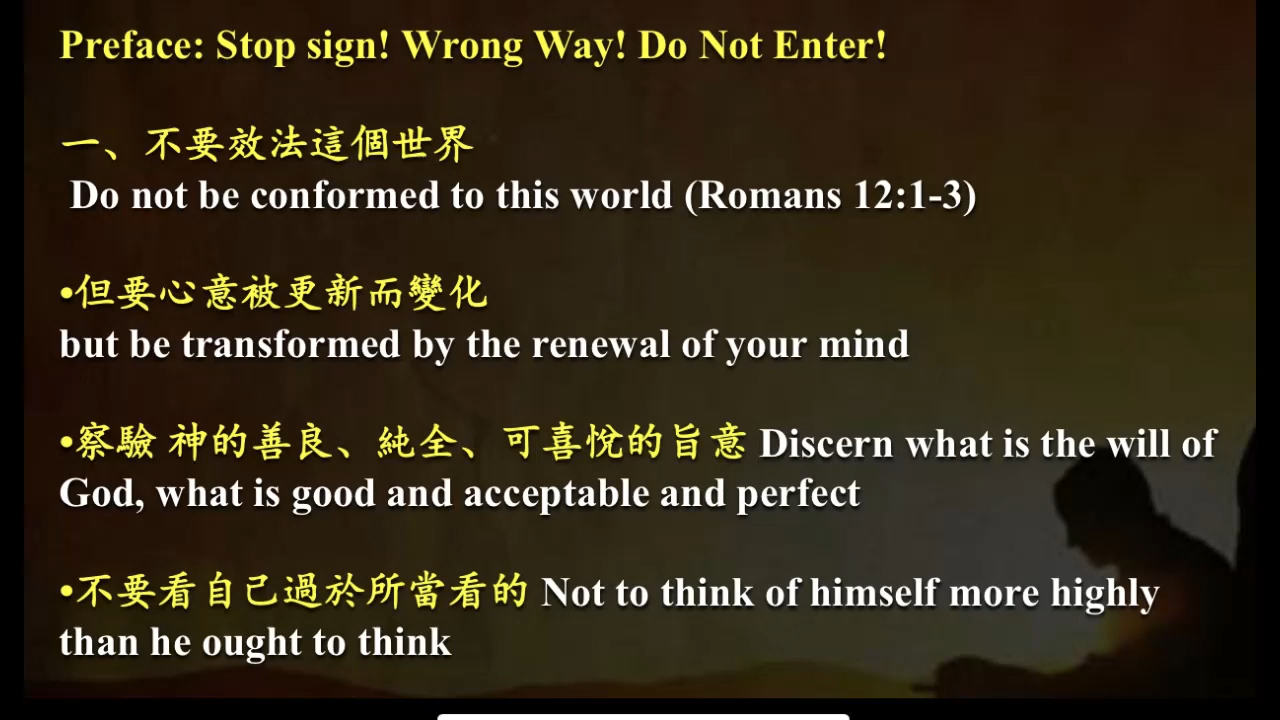 Preface: Stop sign! Wrong Way! Do Not Enter!
一、不要效法這個世界
Do not be conformed to this world (Romans 12:1-3)
•但要心意被更新而變化
but be transformed by the renewal of your mind
•察驗 神的善良、純全、可喜悅的旨意 Discern what is the will of
God, what is good and acceptable and perfect
•不要看自己過於所當看的 Not to think of himself more highly
than he ought to think